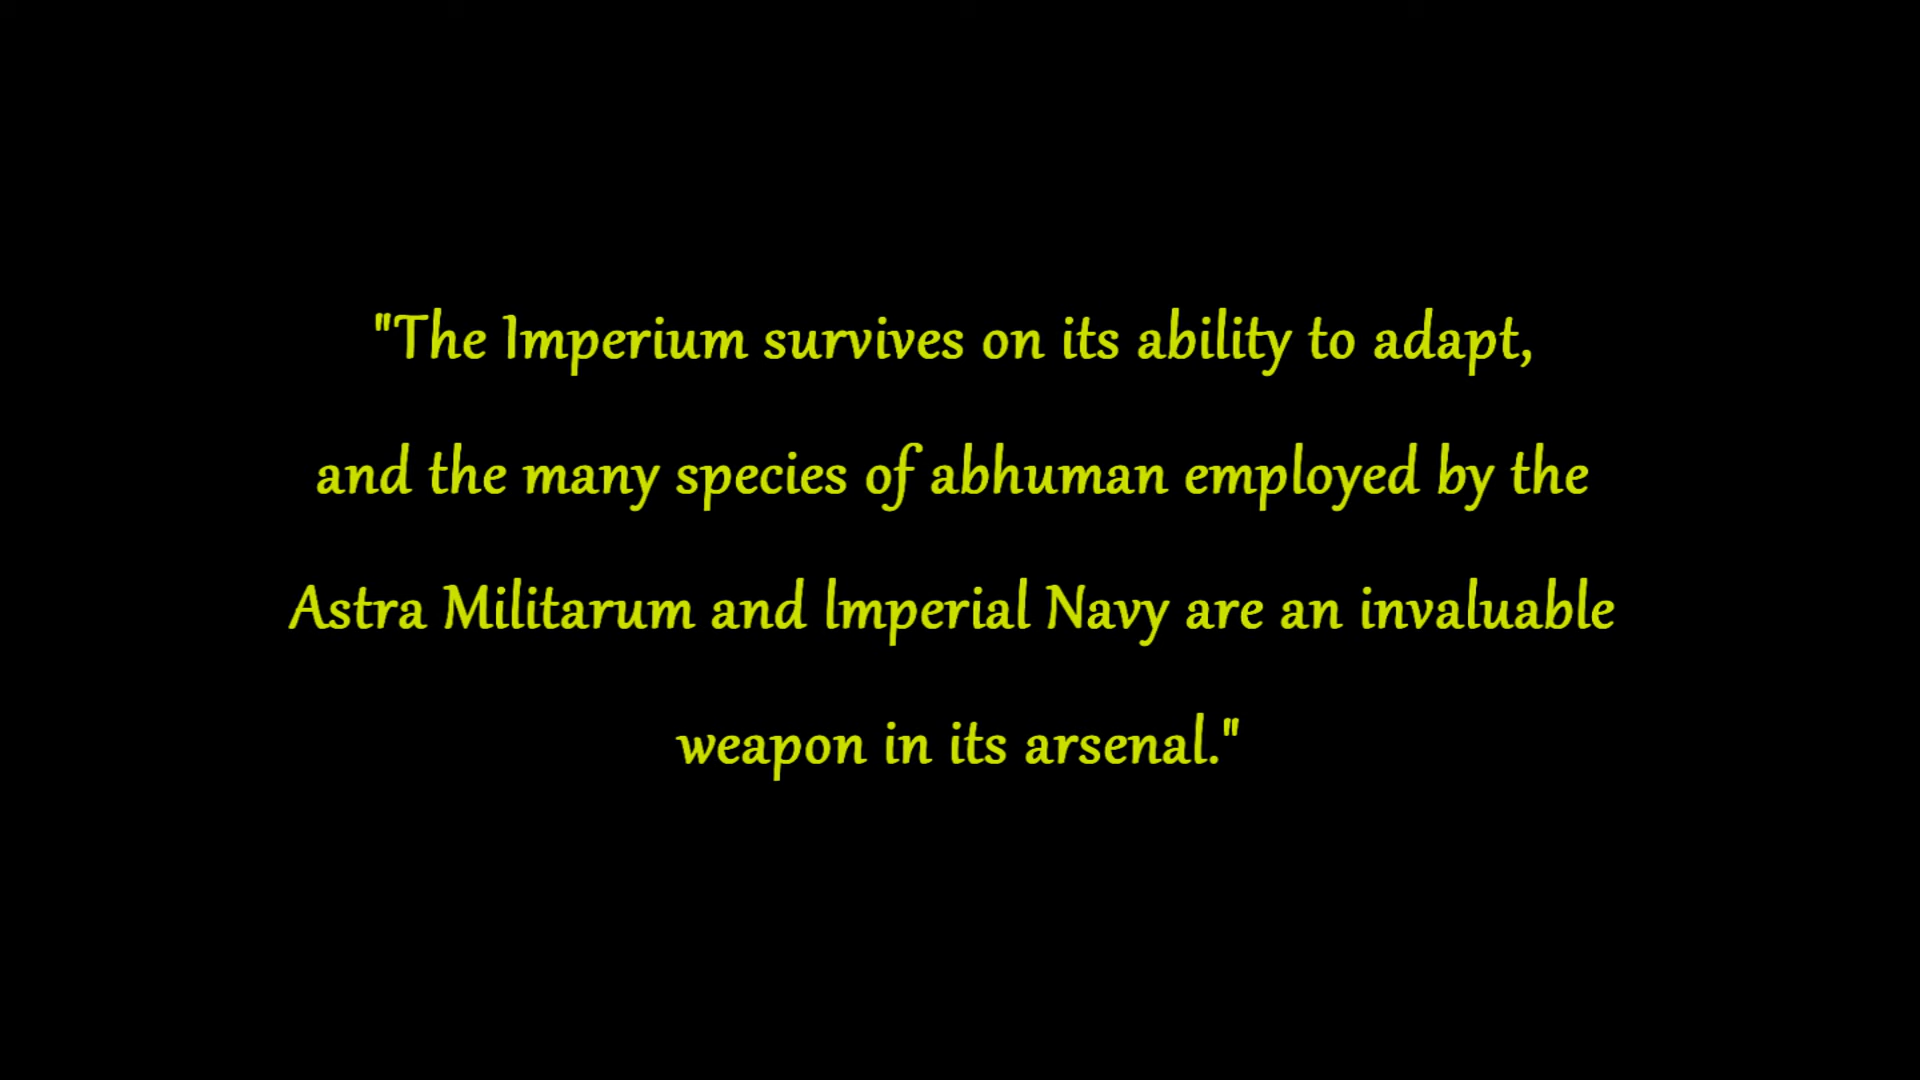 "The Imperium survives on its ability to adapt,
and the many species of abhuman employed by the
Astra Militarum and lmperial Navy are an invaluable
weapon in its arsenal."